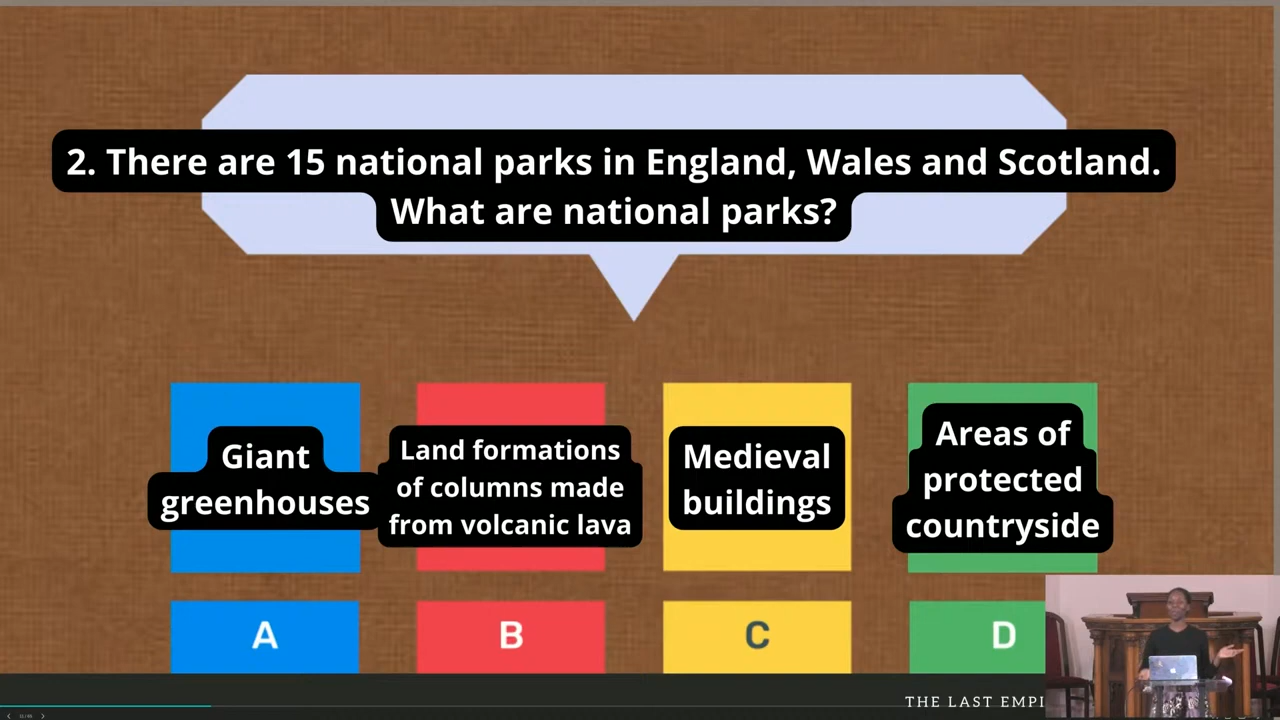 2. There are 15 national parks in England, Wales and Scotland.
What are national parks?
Giant
greenhouses
Land formations
of columns made
from volcanic lava
Medieval
buildings
Areas of
protected
countryside
A
B
C
D
THE LAST EMPI